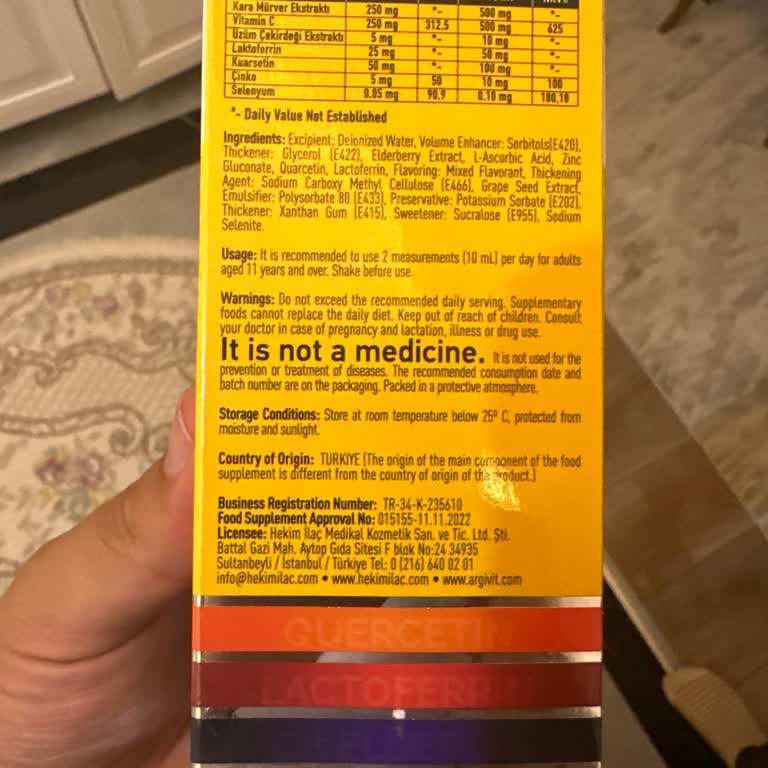 Kara Mürver Ekstraktı 250 mg *- 500 mg *-
Vitamin C 250 mg 312.5 500 mg 625
Üzüm Çekirdeği Ekstraktı 5 mg *- 10 mg *-
Laktoferrin 25 mg *- 50 mg *-
Kuarsetin 50 mg *- 100 mg *-
Çinko 5 mg 50 10 mg 100
Selenyum 0.05 mg 90.9 0.10 mg 180.18
*- Daily Value Not Established
Ingredients: Excipient: Deionized Water, Volume Enhancer: Sorbitols(E420),
Thickener: Glycerol (E422), Elderberry Extract, L-Ascorbic Acid, Zinc
Gluconate, Quarcetin, Lactoferrin, Flavoring: Mixed Flavorant, Thickening
Agent: Sodium Carboxy Methyl Cellulose (E466), Grape Seed Extract,
Emulsifier: Polysorbate 80 (E433), Preservative: Potassium Sorbate (E202),
Thickener: Xanthan Gum (E415), Sweetener: Sucralose (E955), Sodium
Selenite.
Usage: It is recommended to use 2 measurements (10 mL) per day for adults
aged 11 years and over. Shake before use.
Warnings: Do not exceed the recommended daily serving. Supplementary
foods cannot replace the daily diet. Keep out of reach of children. Consult
your doctor in case of pregnancy and lactation, illness or drug use.
It is not a medicine. It is not used for the
prevention or treatment of diseases. The recommended consumption date and
batch number are on the packaging. Packed in a protective atmosphere.
Storage Conditions: Store at room temperature below 25º C, protected from
moisture and sunlight.
Country of Origin: TURKIYE (The origin of the main component of the food
supplement is different from the country of origin of the product.)
Business Registration Number: TR-34-K-235610
Food Supplement Approval No: 015155-11.11.2022
Licensee: Hekim İlaç Medikal Kozmetik San. ve Tic. Ltd. Şti.
Battal Gazi Mah. Aytop Gıda Sitesi F blok No:24 34935
Sultanbeyli / İstanbul / Türkiye Tel: 0 (216) 640 02 01
info@hekimilac.com • www.hekimilac.com • www.argivit.com
QUERCETIN
LACTOFERRIN